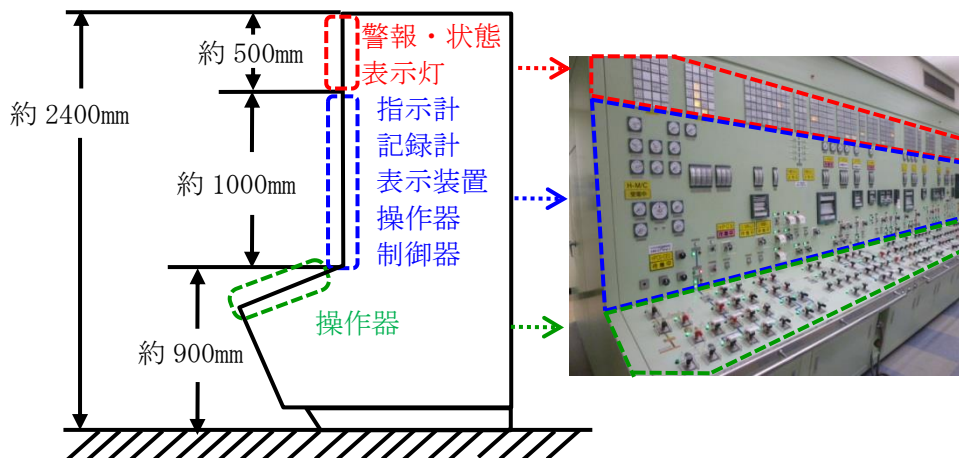 約 500mm
約 2400mm
約 1000mm
約 900mm
警報・状態
表示灯
指示計
記録計
表示装置
操作器
制御器
操作器
H-M/C